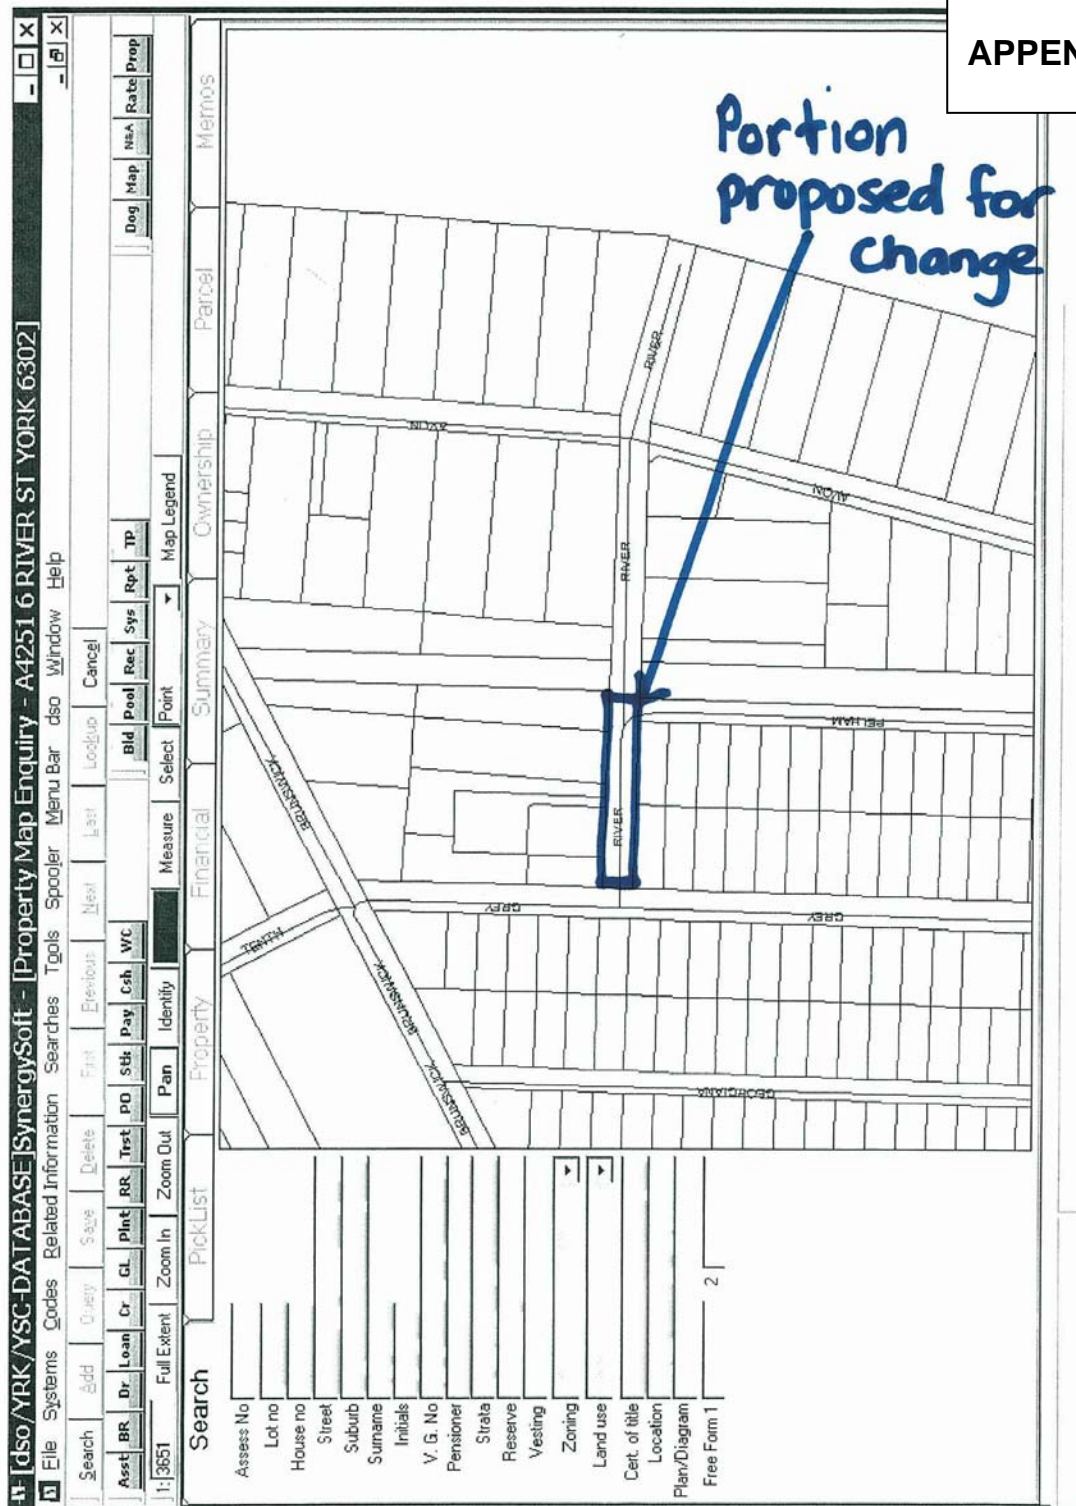 [dso/YRK/YSC-DATABASE]SynergySoft - [Property Map Enquiry - A4251 6 RIVER ST YORK 6302]
File Systems Codes Related Information Searches Tools Spooler Menu Bar dso Window Help
Search Add Query Save Delete First Previous Next Last Lookup Cancel
Asst BR Dr Loan Cr GL Plnt RR Trst PO Stk Pay Csh WC Bld Pool Rec Sys Rpt TP Dog Map N&A Rate Prop
1: 3651 Full Extent Zoom In Zoom Out Pan Identify Measure Select Point Map Legend
Search PickList Property Financial Summary Ownership Parcel Memos
Assess No
Lot no
House no
Street
Suburb
Surname
Initials
V. G. No
Pensioner
Strata
Reserve
Vesting
Zoning
Land use
Cert. of title
Location
Plan/Diagram
Free Form 1 2
BRUNSWICK
BRUNSWICK
BRUNSWICK
GEORGIANA
GREY
GREY
RIVER
PELHAM
RIVER
AVON
AVON
RIVER
APPEN
Portion
proposed for
change